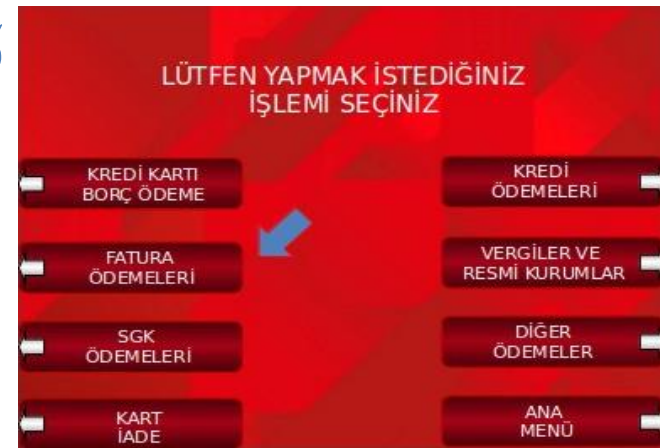 LÜTFEN YAPMAK İSTEDİĞİNİZ
İŞLEMİ SEÇİNİZ
KREDİ KARTI
BORÇ ÖDEME
KREDİ
ÖDEMELERİ
FATURA
ÖDEMELERİ
VERGİLER VE
RESMİ KURUMLAR
SGK
ÖDEMELERİ
DİĞER
ÖDEMELER
KART
İADE
ANA
MENÜ